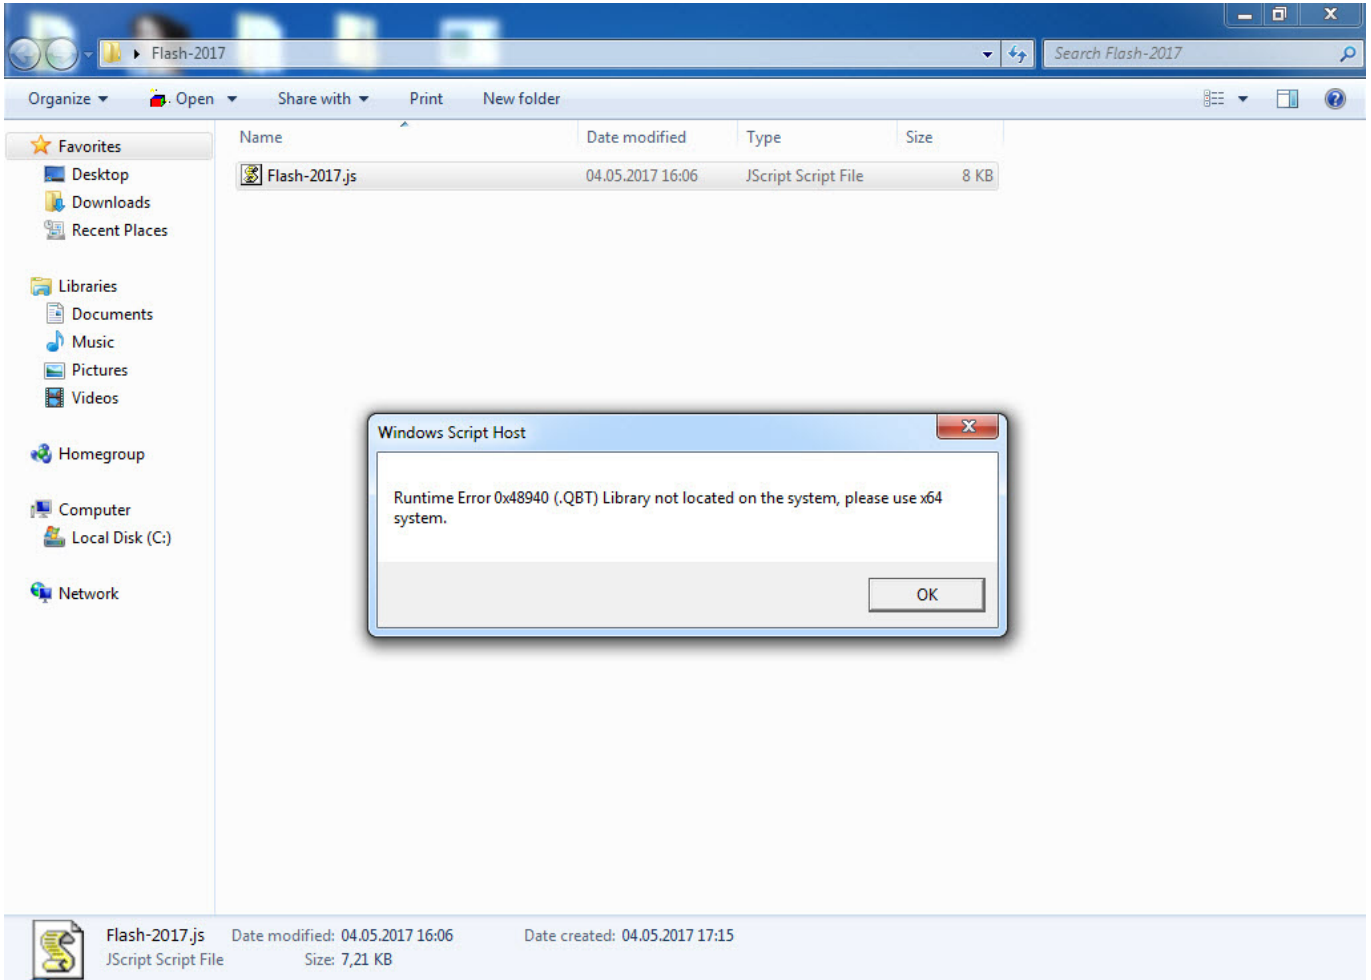 Flash-2017
Search Flash-2017
Organize Open Share with Print New folder
Name Date modified Type Size
Flash-2017.js 04.05.2017 16:06 JScript Script File 8 KB
Favorites
Desktop
Downloads
Recent Places
Libraries
Documents
Music
Pictures
Videos
Homegroup
Computer
Local Disk (C:)
Network
Windows Script Host
Runtime Error 0x48940 (.QBT) Library not located on the system, please use x64
system.
OK
Flash-2017.js Date modified: 04.05.2017 16:06 Date created: 04.05.2017 17:15
JScript Script File Size: 7,21 KB